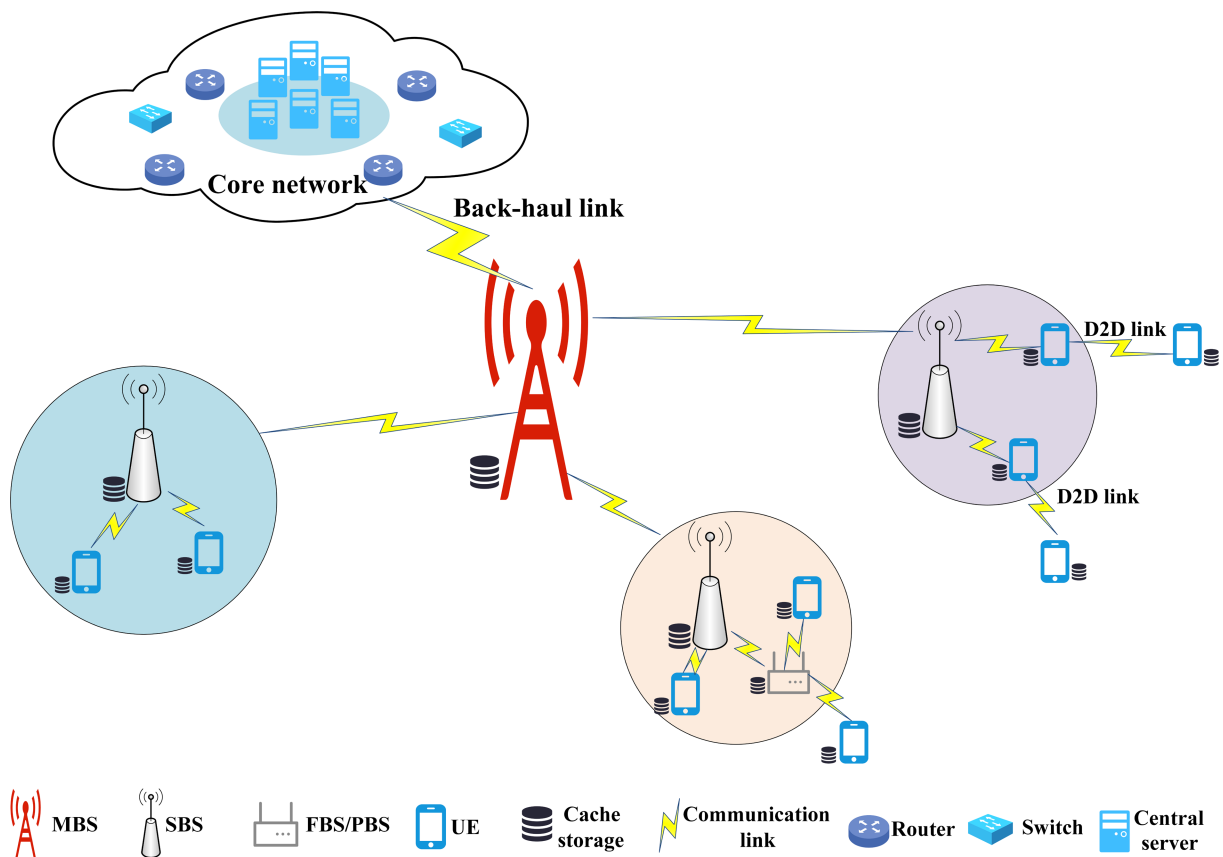 Core network
Back-haul link
D2D link
D2D link
MBS
SBS
FBS/PBS
UE
Cache
storage
Communication
link
Router
Switch
Central
server